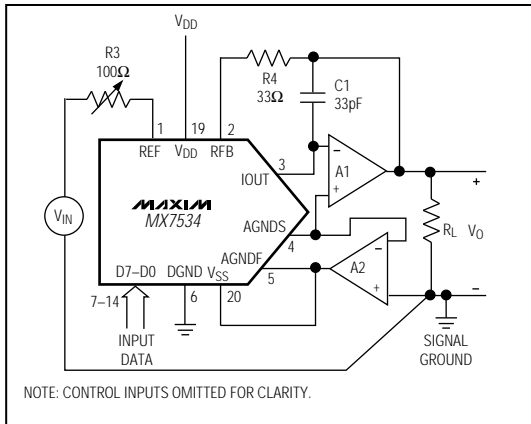 VDD
R3
100Ω
R4
33Ω
C1
33pF
1
19
2
REF
VDD
RFB
3
IOUT
A1
−
+
+
MAXIM
MX7534
VIN
AGNDS
4
RL
VO
AGNDF
5
A2
−
+
−
D7–D0
DGND
VSS
7–14
6
20
INPUT
DATA
SIGNAL
GROUND
NOTE: CONTROL INPUTS OMITTED FOR CLARITY.